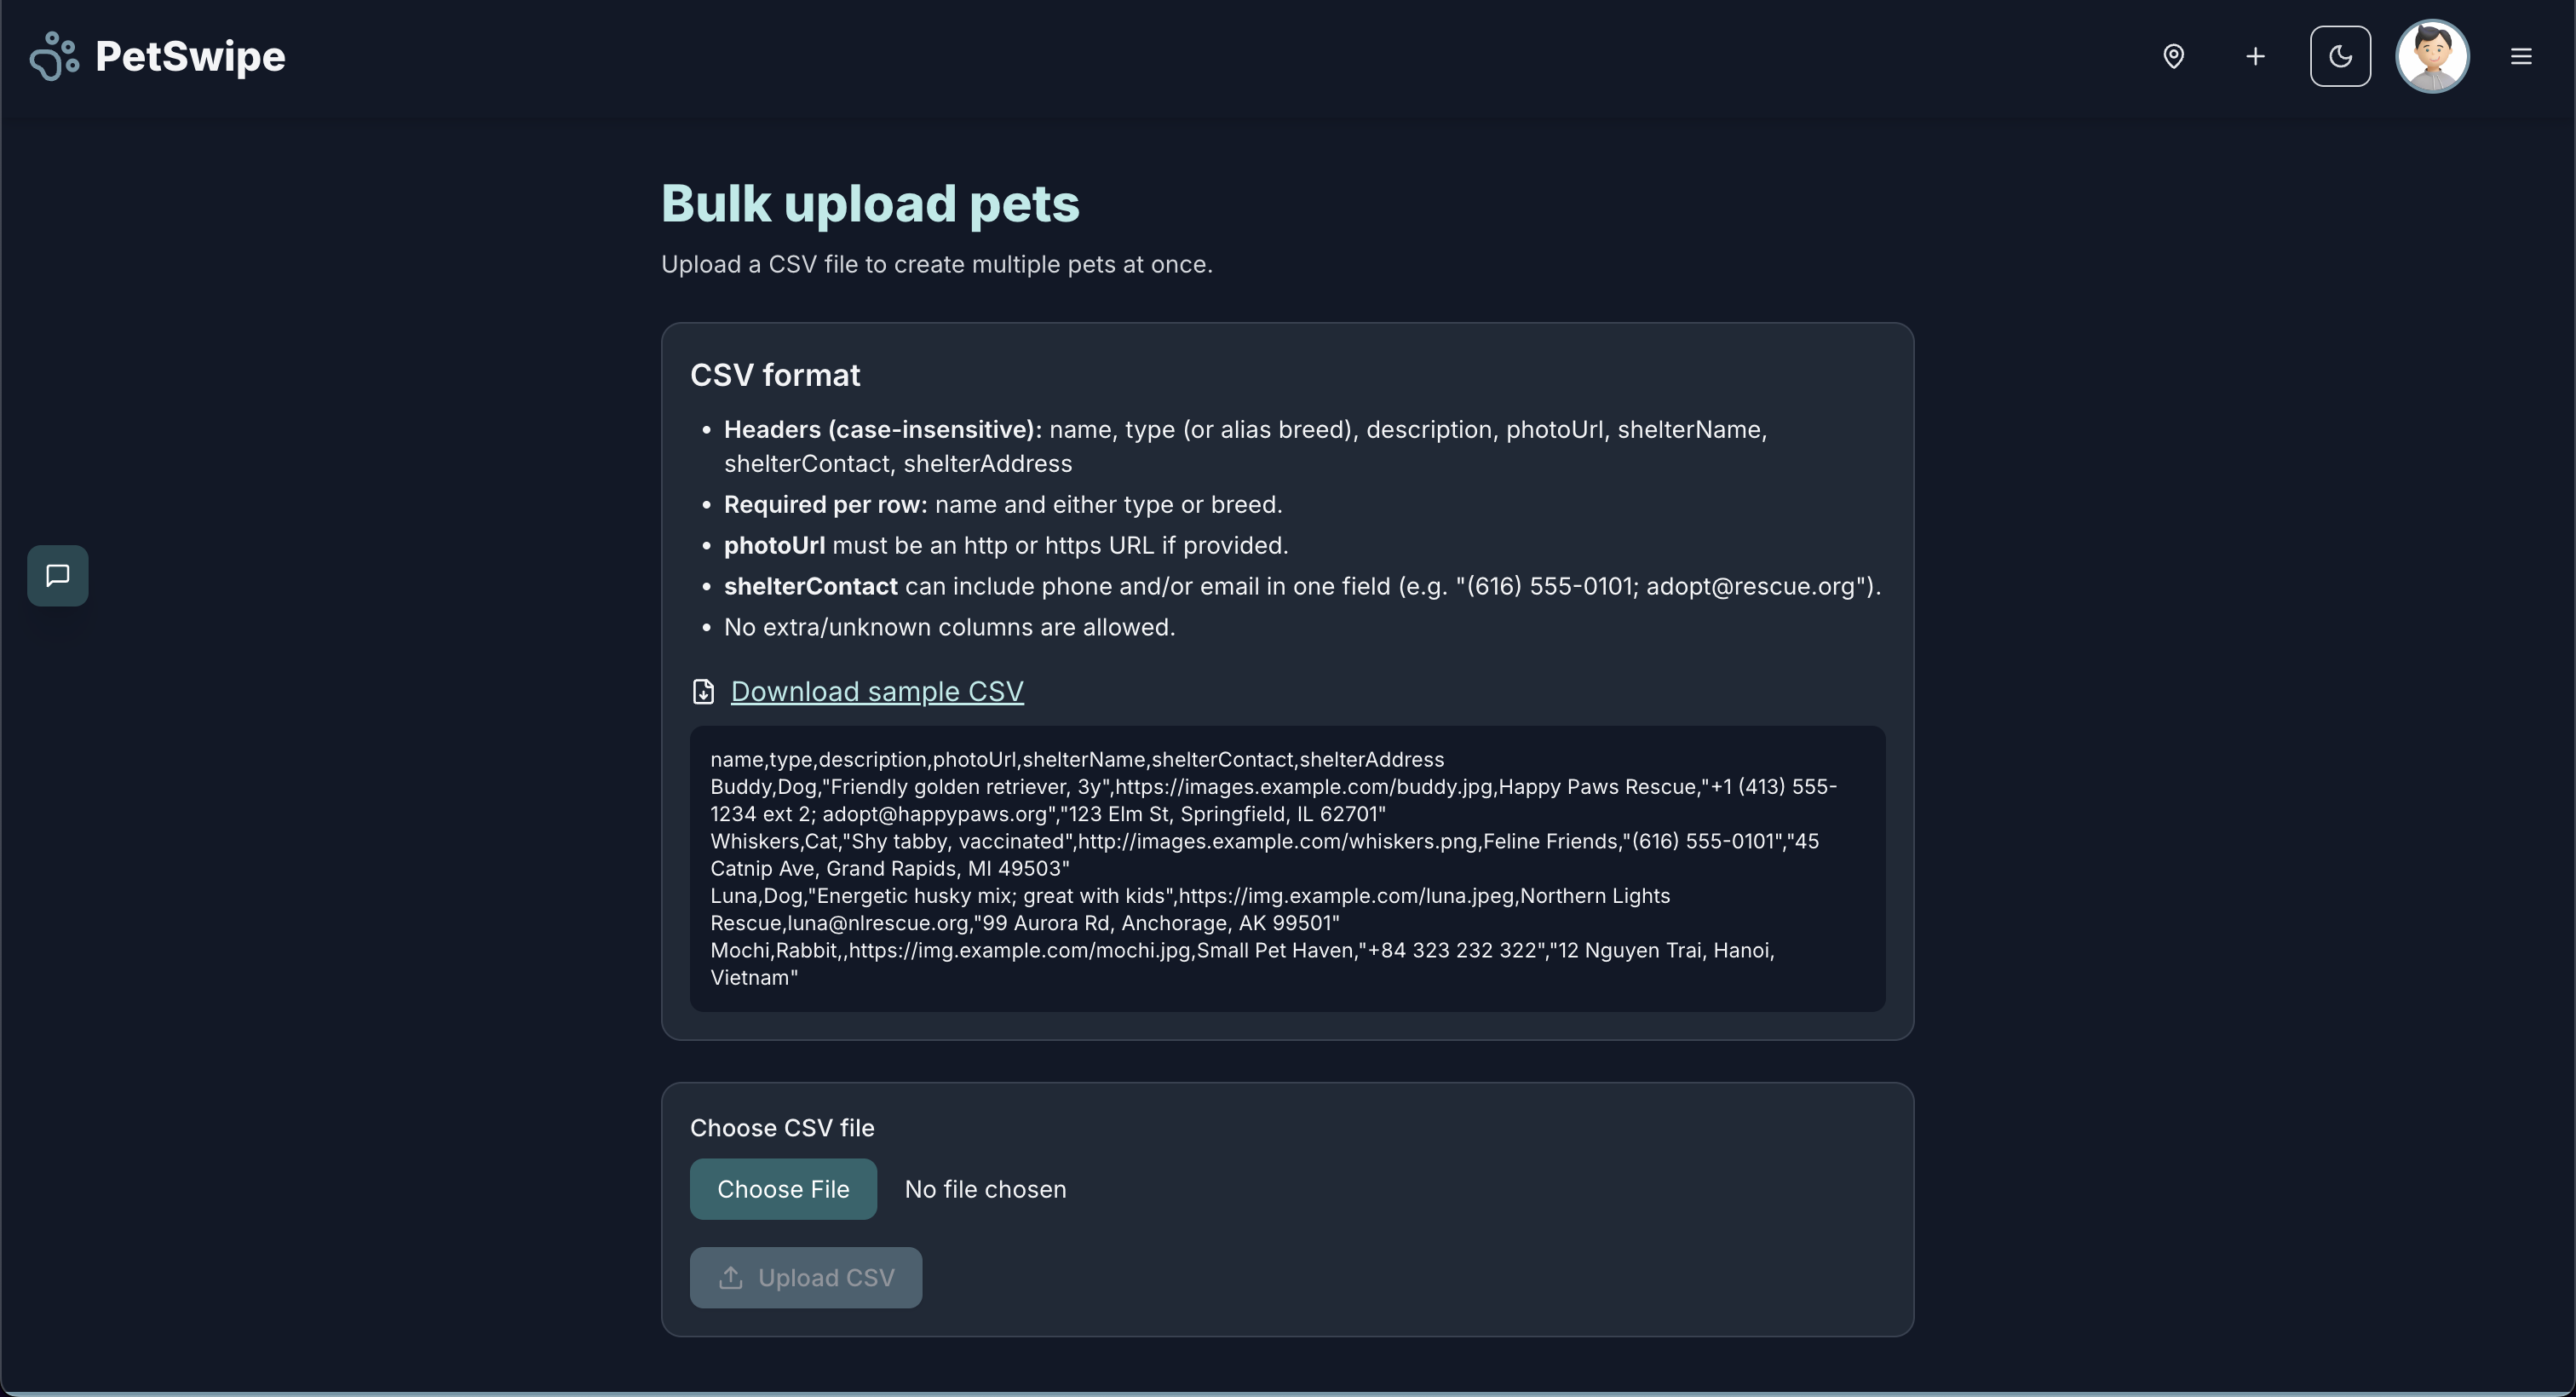 PetSwipe
Bulk upload pets
Upload a CSV file to create multiple pets at once.
CSV format
• Headers (case-insensitive): name, type (or alias breed), description, photoUrl, shelterName,
shelterContact, shelterAddress
• Required per row: name and either type or breed.
• photoUrl must be an http or https URL if provided.
• shelterContact can include phone and/or email in one field (e.g. "(616) 555-0101; adopt@rescue.org").
• No extra/unknown columns are allowed.
Download sample CSV
name,type,description,photoUrl,shelterName,shelterContact,shelterAddress
Buddy,Dog,"Friendly golden retriever, 3y",https://images.example.com/buddy.jpg,Happy Paws Rescue,"+1 (413) 555-
1234 ext 2; adopt@happypaws.org","123 Elm St, Springfield, IL 62701"
Whiskers,Cat,"Shy tabby, vaccinated",http://images.example.com/whiskers.png,Feline Friends,"(616) 555-0101","45
Catnip Ave, Grand Rapids, MI 49503"
Luna,Dog,"Energetic husky mix; great with kids",https://img.example.com/luna.jpeg,Northern Lights
Rescue,luna@nlrescue.org,"99 Aurora Rd, Anchorage, AK 99501"
Mochi,Rabbit,,https://img.example.com/mochi.jpg,Small Pet Haven,"+84 323 232 322","12 Nguyen Trai, Hanoi,
Vietnam"
Choose CSV file
Choose File No file chosen
Upload CSV